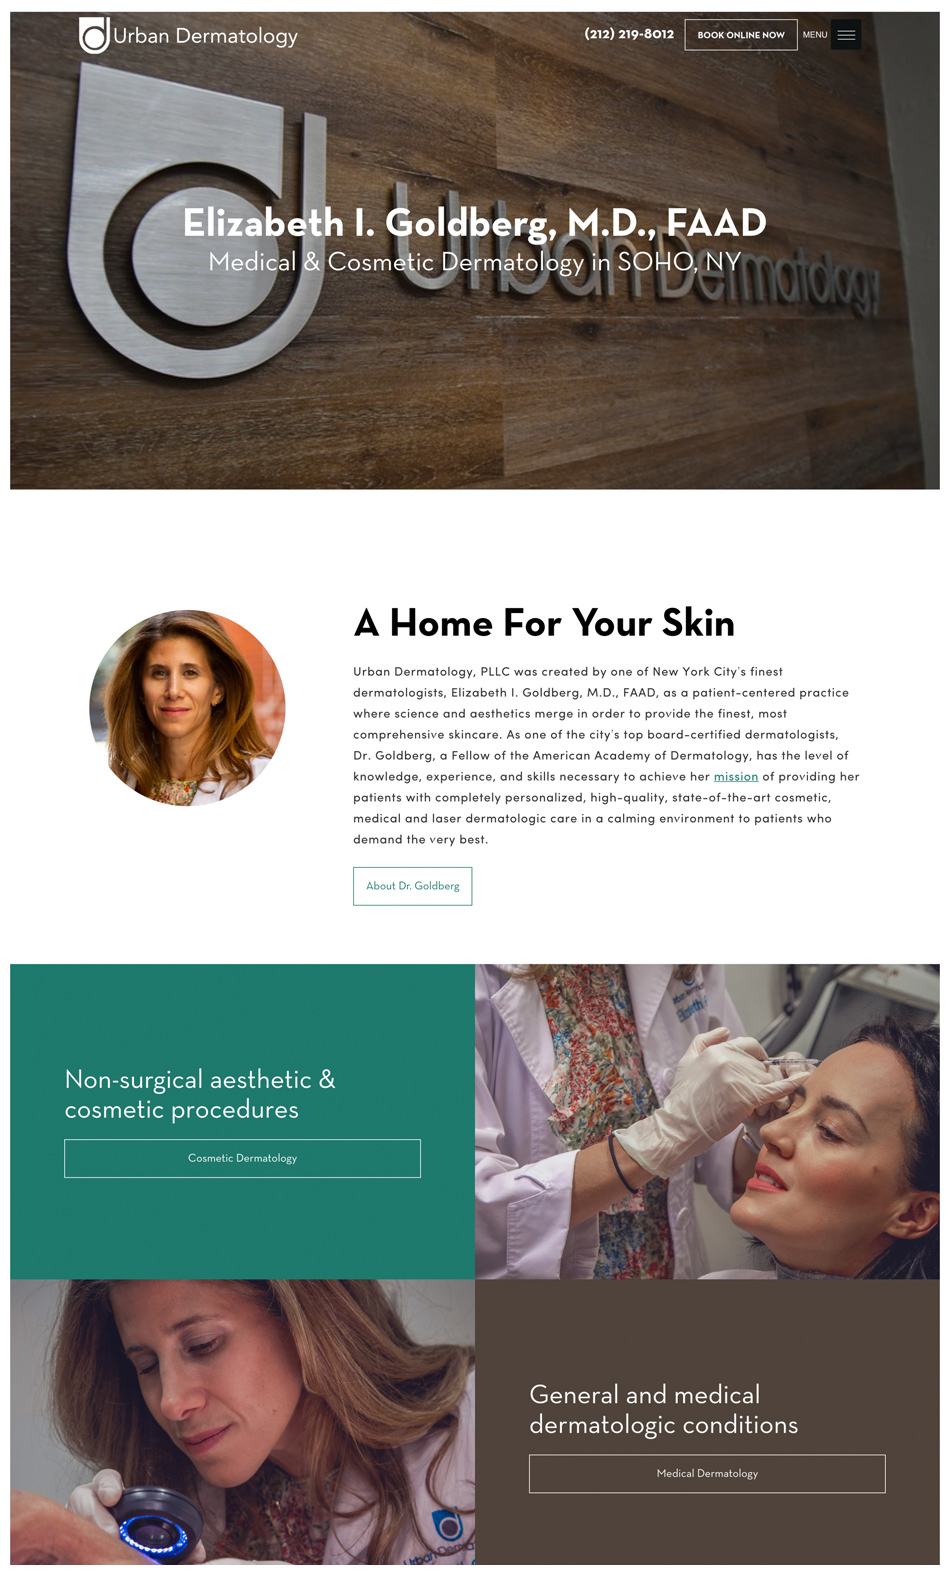 Urban Dermatology
(212) 219-8012
BOOK ONLINE NOW
MENU
Urban Dermatology
Elizabeth I. Goldberg, M.D., FAAD
Medical & Cosmetic Dermatology in SOHO, NY
A Home For Your Skin
Urban Dermatology, PLLC was created by one of New York City's finest
dermatologists, Elizabeth I. Goldberg, M.D., FAAD, as a patient-centered practice
where science and aesthetics merge in order to provide the finest, most
comprehensive skincare. As one of the city's top board-certified dermatologists,
Dr. Goldberg, a Fellow of the American Academy of Dermatology, has the level of
knowledge, experience, and skills necessary to achieve her mission of providing her
patients with completely personalized, high-quality, state-of-the-art cosmetic,
medical and laser dermatologic care in a calming environment to patients who
demand the very best.
About Dr. Goldberg
Non-surgical aesthetic &
cosmetic procedures
Cosmetic Dermatology
General and medical
dermatologic conditions
Medical Dermatology